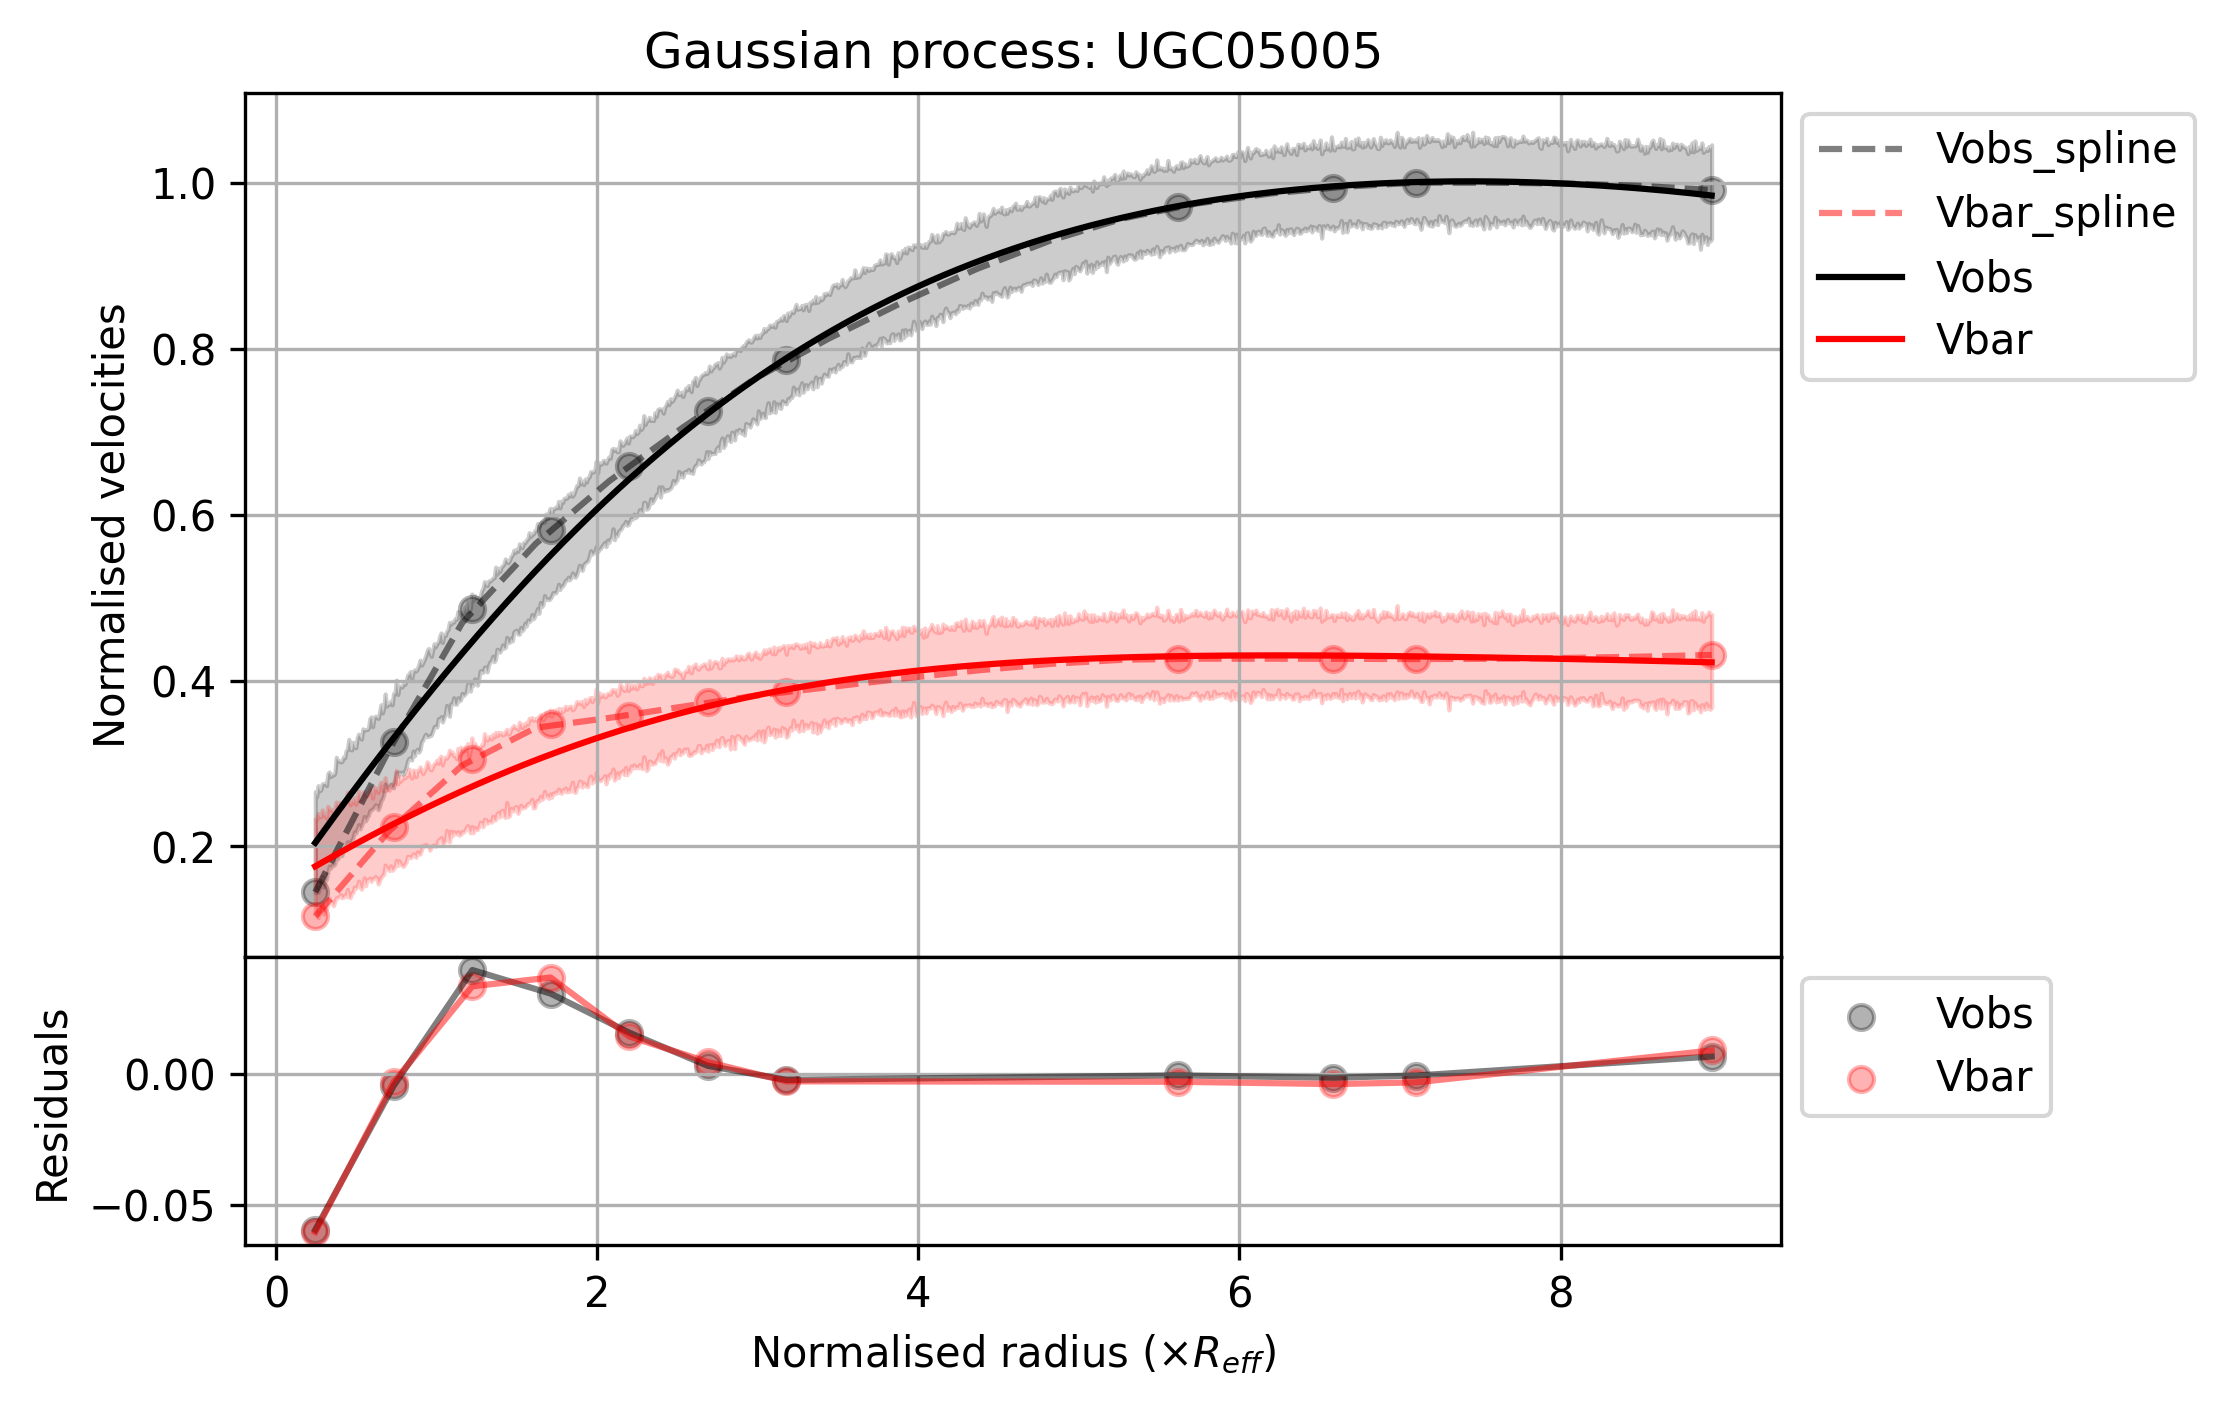 Gaussian process: UGC05005
Normalised velocities
1.0
0.8
0.6
0.4
0.2
Vobs_spline
Vbar_spline
Vobs
Vbar
Residuals
0.00
−0.05
Vobs
Vbar
0 2 4 6 8
Normalised radius (×R_eff)